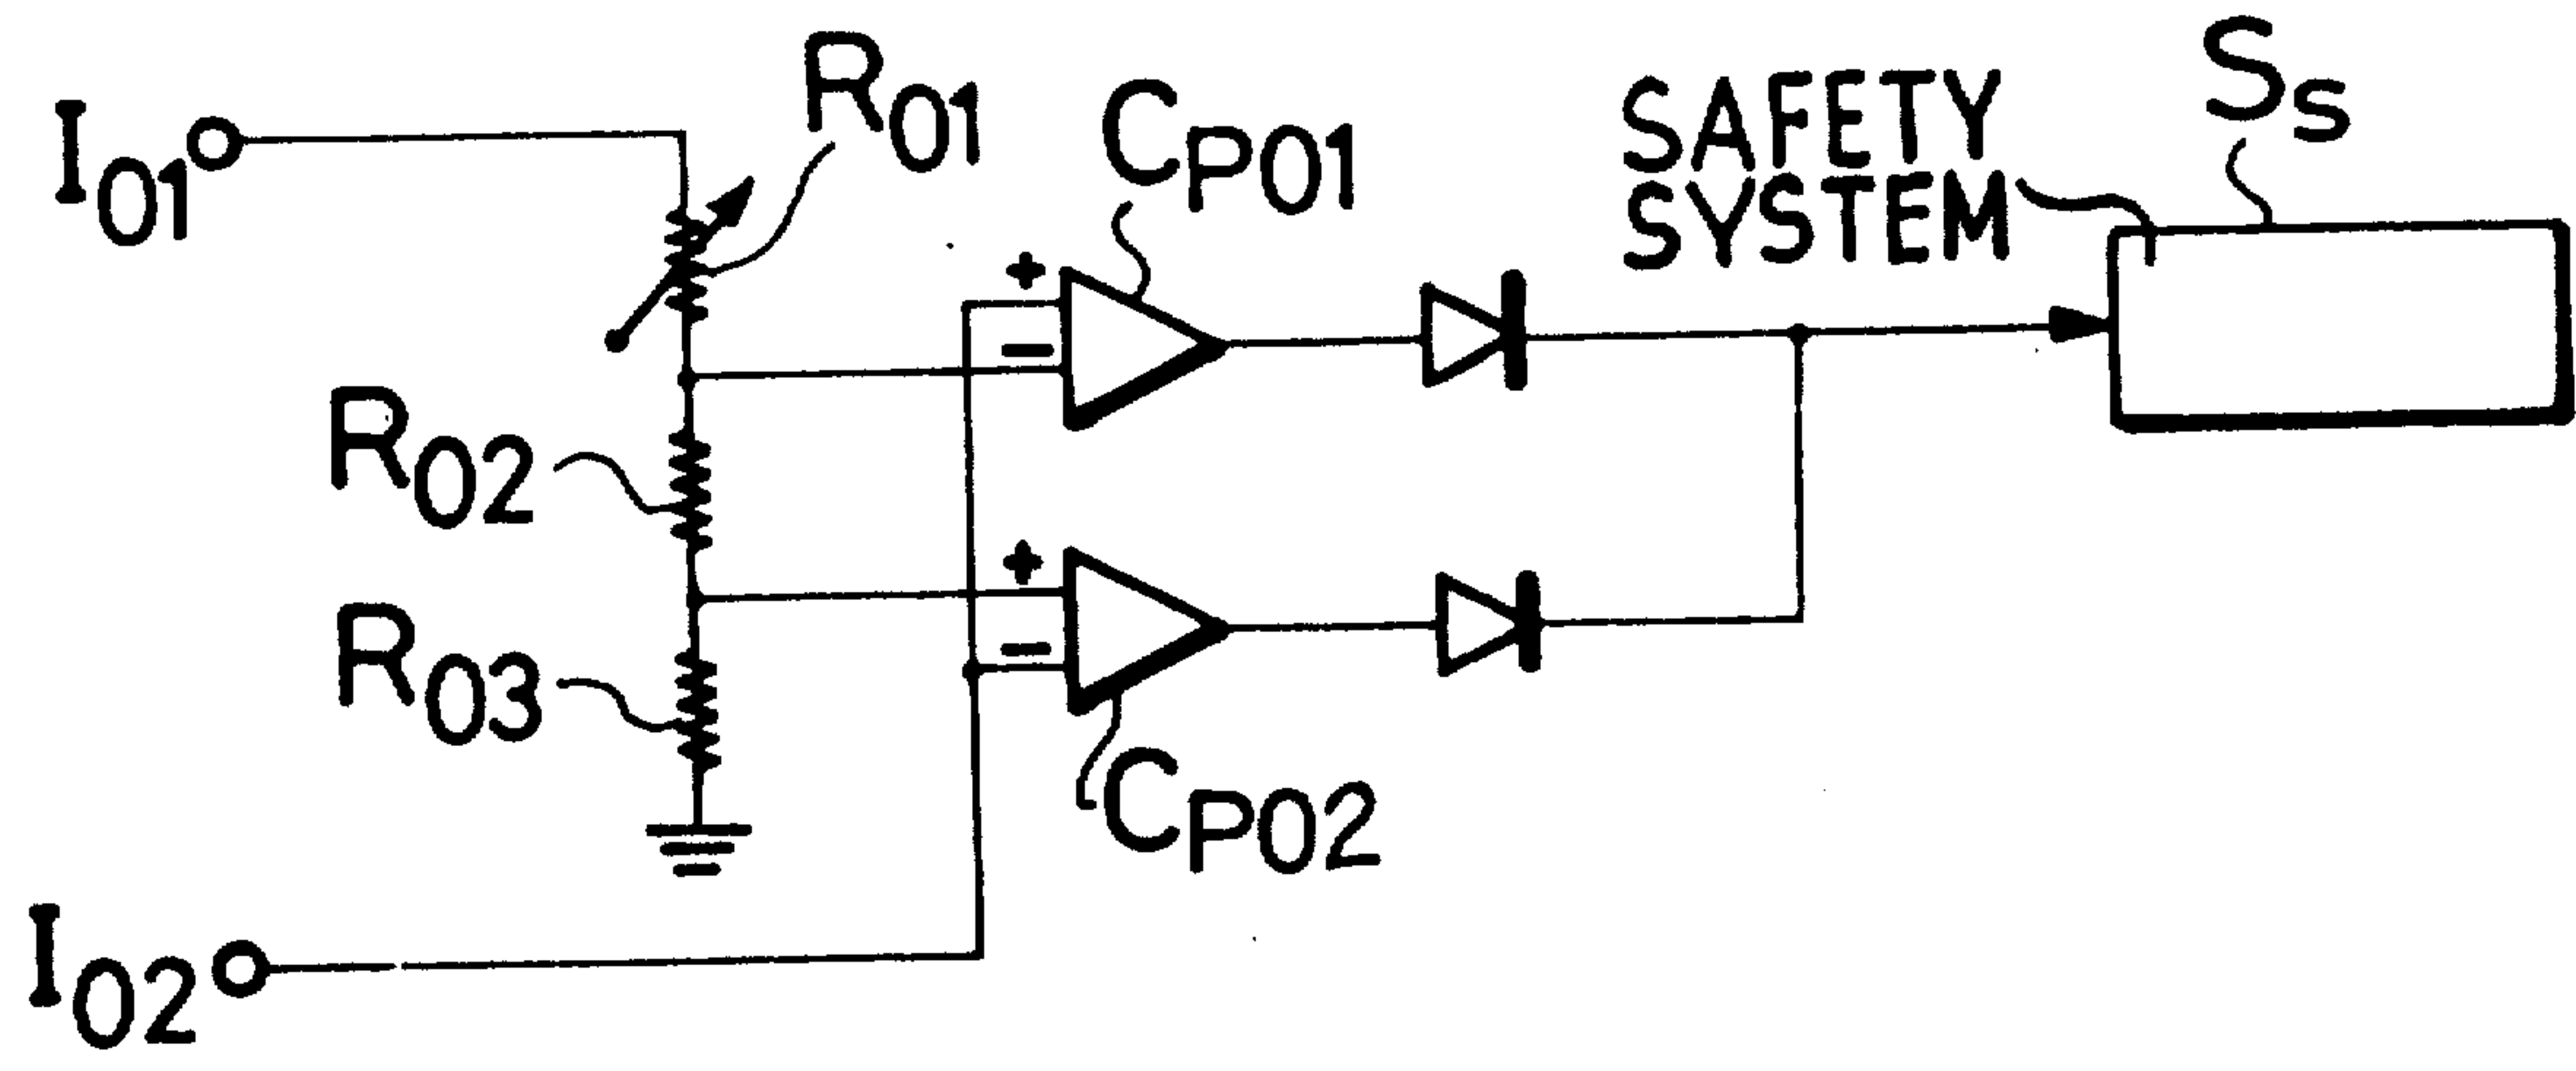 I01
R01
CP01
SAFETY
SYSTEM
SS
+
−
R02
+
−
R03
CP02
I02